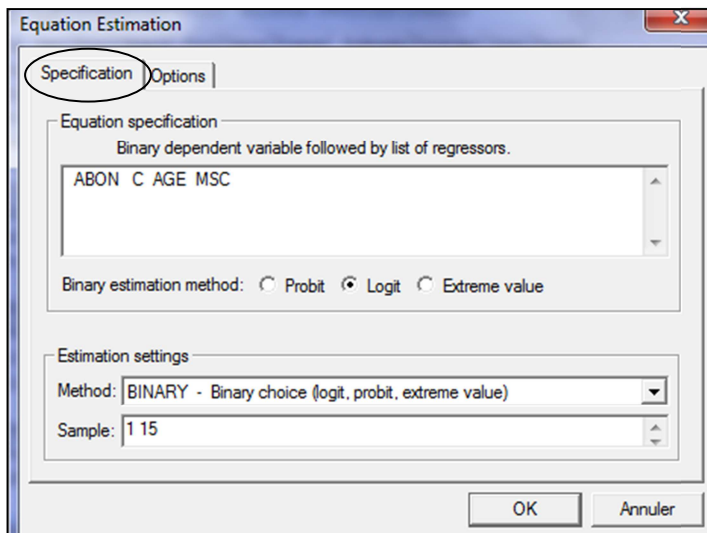 Equation Estimation
Specification Options
Equation specification
Binary dependent variable followed by list of regressors.
ABON C AGE MSC
Binary estimation method: Probit Logit Extreme value
Estimation settings
Method: BINARY - Binary choice (logit, probit, extreme value)
Sample: 1 15
OK Annuler